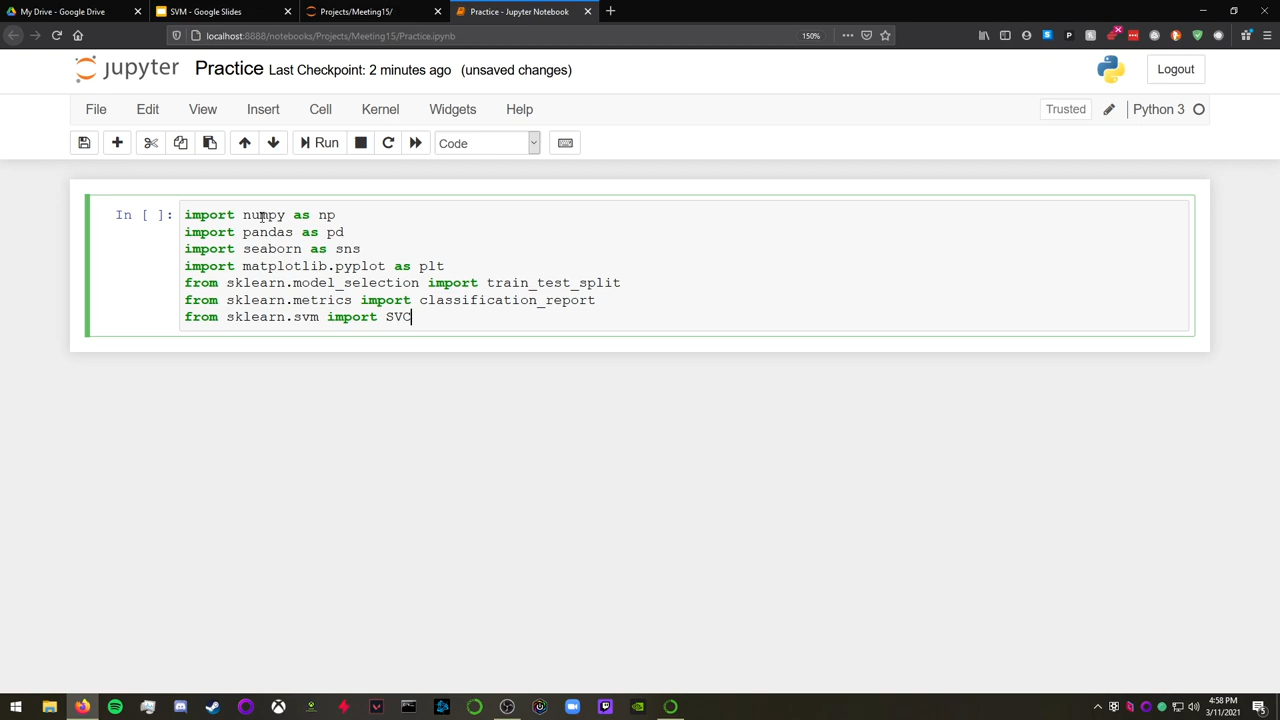 My Drive - Google Drive
SVM - Google Slides
Projects/Meeting15/
Practice - Jupyter Notebook
localhost:8888/notebooks/Projects/Meeting15/Practice.ipynb
150%
jupyter Practice Last Checkpoint: 2 minutes ago (unsaved changes)
Logout
File Edit View Insert Cell Kernel Widgets Help
Trusted
Python 3
Run
Code
In [ ]:
import numpy as np
import pandas as pd
import seaborn as sns
import matplotlib.pyplot as plt
from sklearn.model_selection import train_test_split
from sklearn.metrics import classification_report
from sklearn.svm import SVC
4:58 PM
3/11/2021